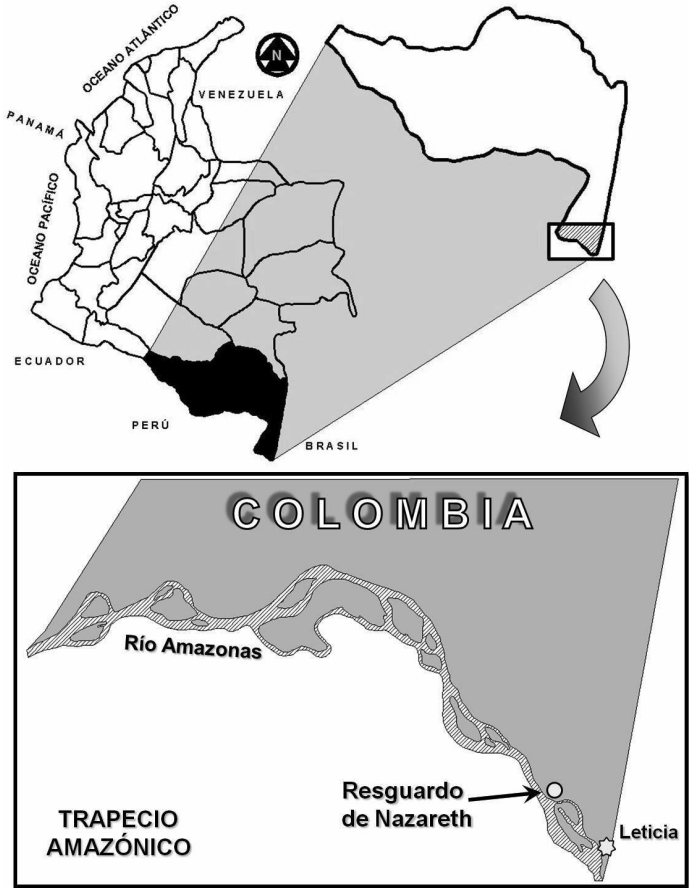 OCEANO ATLÁNTICO
N
VENEZUELA
PANAMÁ
OCEANO PACÍFICO
ECUADOR
PERÚ
BRASIL
COLOMBIA
Río Amazonas
Resguardo
de Nazareth
Leticia
TRAPECIO
AMAZÓNICO